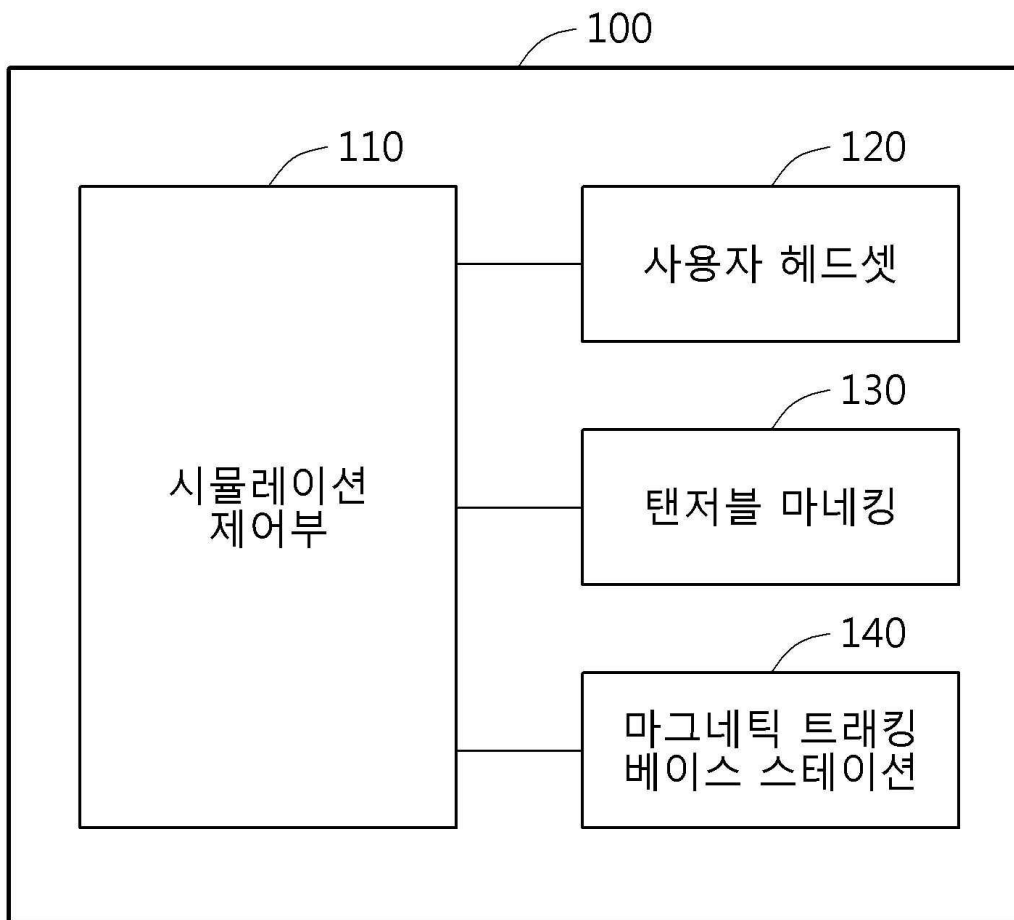 100
110
120
사용자 헤드셋
130
시뮬레이션
제어부
탠저블 마네킹
140
마그네틱 트래킹
베이스 스테이션